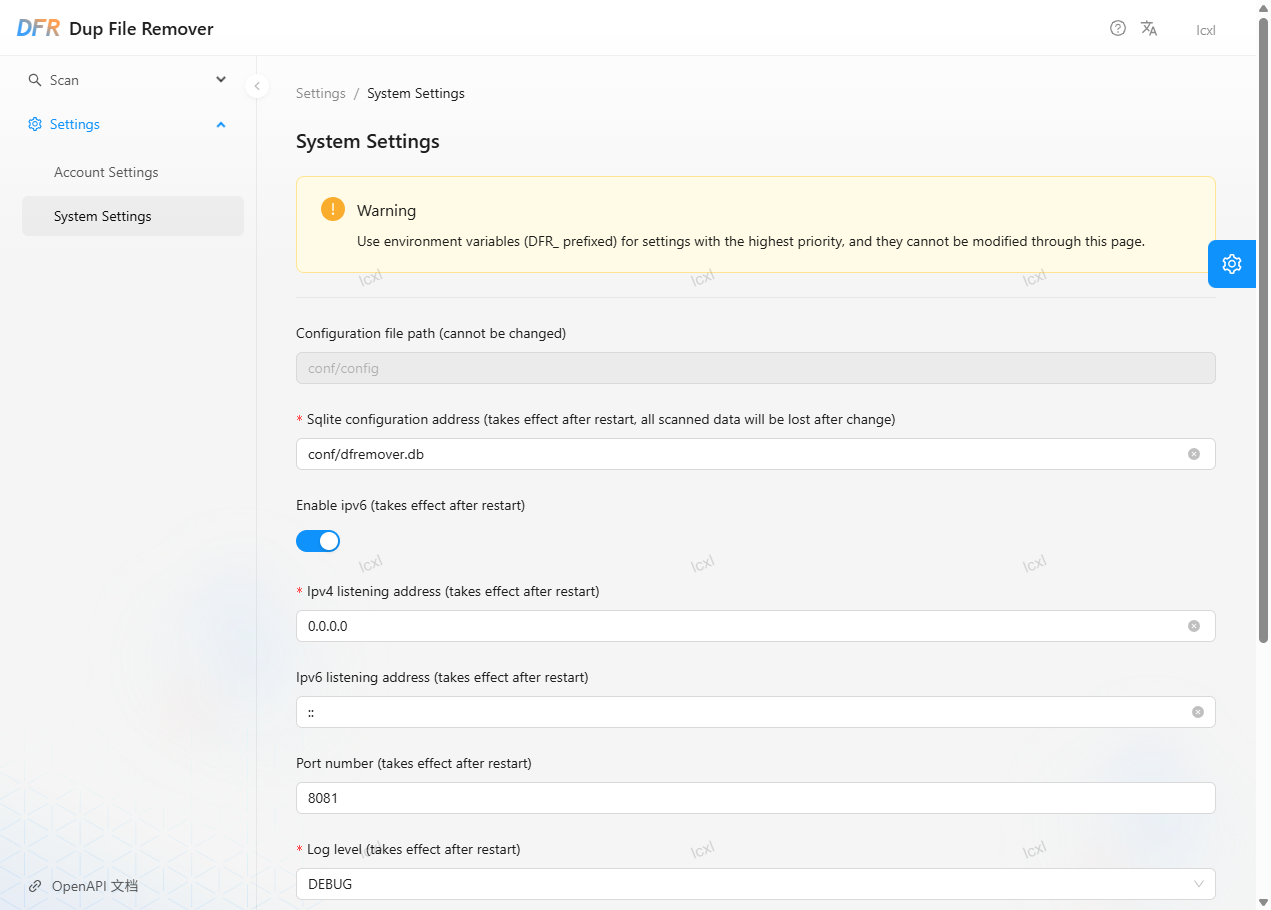 DFR Dup File Remover
lcxl
Scan
Settings
Account Settings
System Settings
OpenAPI 文档
Settings / System Settings
System Settings
Warning
Use environment variables (DFR_ prefixed) for settings with the highest priority, and they cannot be modified through this page.
lcxl lcxl lcxl
Configuration file path (cannot be changed)
conf/config
* Sqlite configuration address (takes effect after restart, all scanned data will be lost after change)
conf/dfremover.db
Enable ipv6 (takes effect after restart)
lcxl lcxl lcxl
* Ipv4 listening address (takes effect after restart)
0.0.0.0
Ipv6 listening address (takes effect after restart)
::
Port number (takes effect after restart)
8081
* Log level (takes effect after restart)
lcxl lcxl lcxl
DEBUG